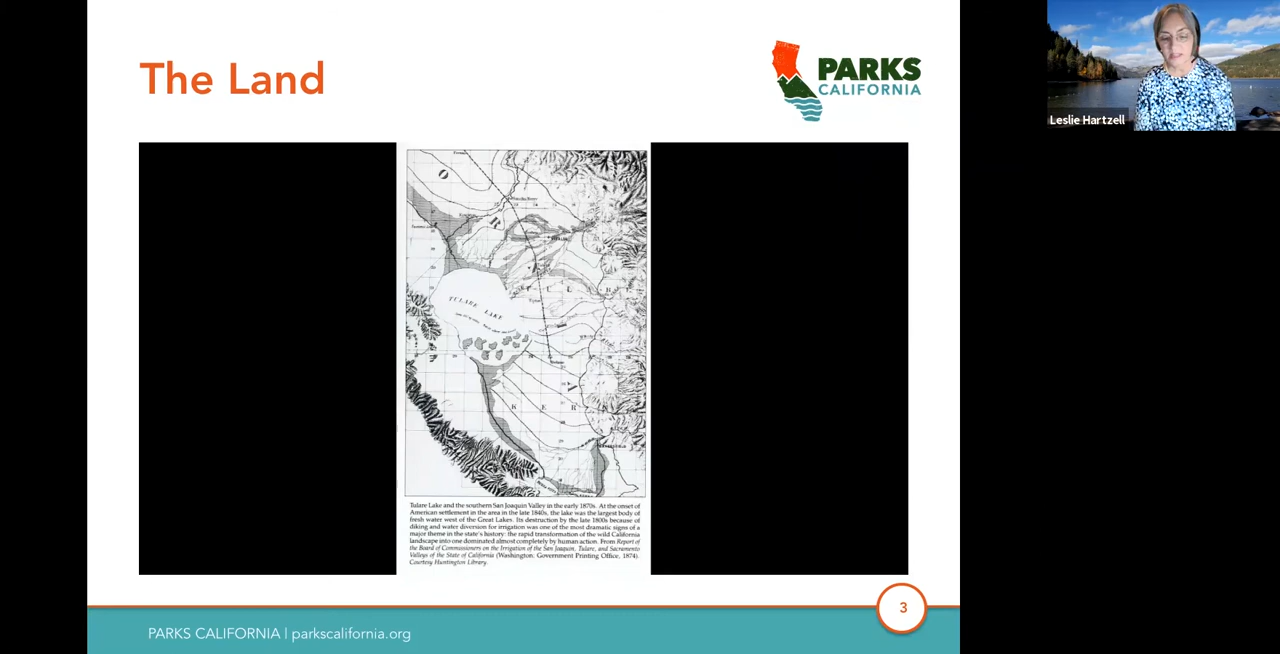 The Land
PARKS
CALIFORNIA
Leslie Hartzell
TULARE LAKE
K E R N
Tulare Lake and the southern San Joaquin Valley in the early 1870s. At the onset of
American settlement in the area in the late 1840s, the lake was the largest body of
fresh water west of the Great Lakes. Its destruction by the late 1800s because of
diking and water diversion for irrigation was one of the most dramatic signs of a
major theme in the state's history: the rapid transformation of the wild California
landscape into one dominated almost completely by human action. From Report of
the Board of Commissioners on the Irrigation of the San Joaquin, Tulare, and Sacramento
Valleys of the State of California (Washington: Government Printing Office, 1874).
Courtesy Huntington Library.
3
PARKS CALIFORNIA | parkscalifornia.org